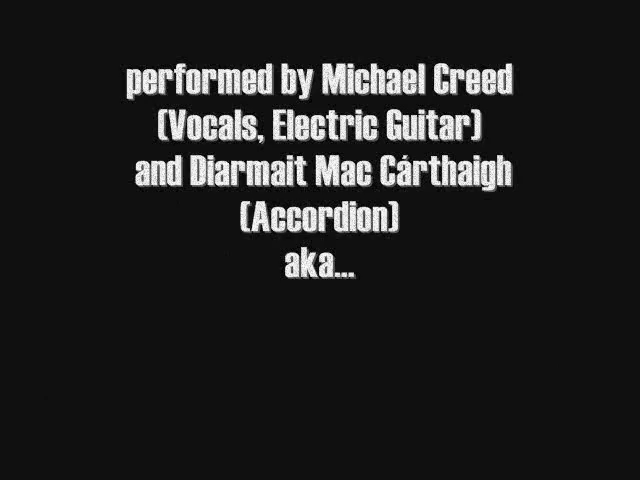 performed by Michael Creed
(Vocals, Electric Guitar)
and Diarmait Mac Cárthaigh
(Accordion)
aka...